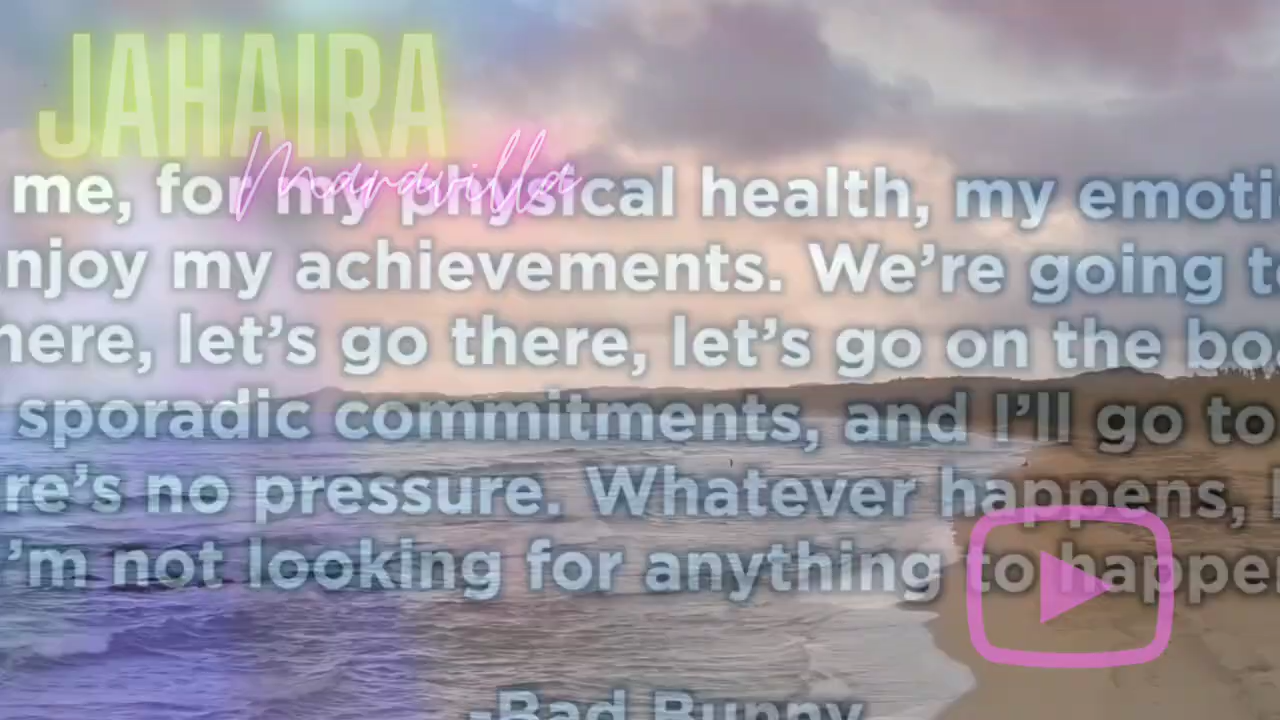 JAHAIRA
Maravilla
me, for my physical health, my emoti
njoy my achievements. We’re going to
here, let’s go there, let’s go on the bo
sporadic commitments, and I’ll go to
re’s no pressure. Whatever happens,
’m not looking for anything to happe
-Bad Bunny